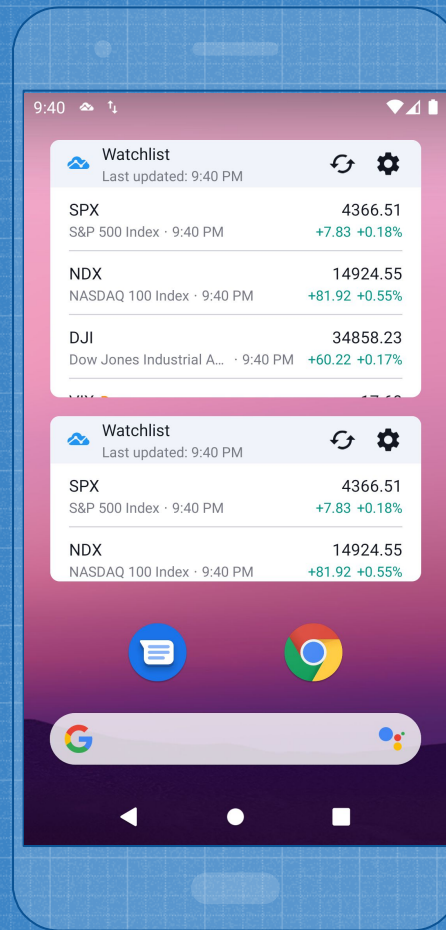 9:40
Watchlist
Last updated: 9:40 PM
SPX 4366.51
S&P 500 Index · 9:40 PM +7.83 +0.18%
NDX 14924.55
NASDAQ 100 Index · 9:40 PM +81.92 +0.55%
DJI 34858.23
Dow Jones Industrial A... · 9:40 PM +60.22 +0.17%
Watchlist
Last updated: 9:40 PM
SPX 4366.51
S&P 500 Index · 9:40 PM +7.83 +0.18%
NDX 14924.55
NASDAQ 100 Index · 9:40 PM +81.92 +0.55%